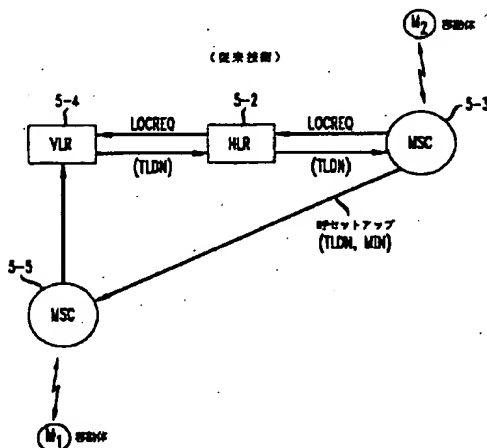 M2 移動体
(従来技術)
5-4
5-2
5-3
LOCREQ
LOCREQ
VLR
HLR
MSC
(TLDN)
(TLDN)
呼セットアップ
(TLDN, MIN)
5-5
MSC
M1 移動体